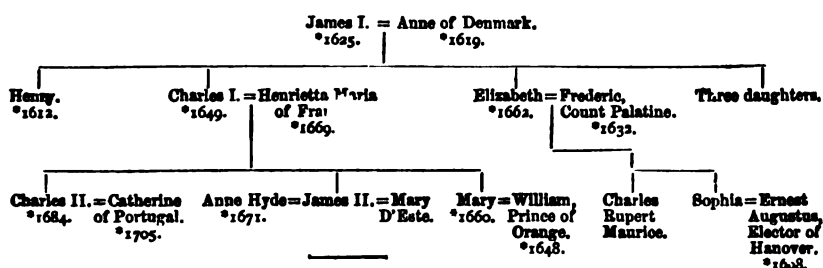 James I. = Anne of Denmark.
*1625. *1619.
Henry. Charles I. = Henrietta Maria Elizabeth = Frederic, Three daughters.
*1612. *1649. of *1662. Count Palatine.
*1669. *1632.
Charles II. = Catherine Anne Hyde = James II. = Mary Mary = William, Charles Sophia = Ernest
*1684. of Portugal. *1671. D'Este. *1660. Prince of Rupert Augustus,
*1705. Orange. Maurice. Elector of
*1648. Hanover.